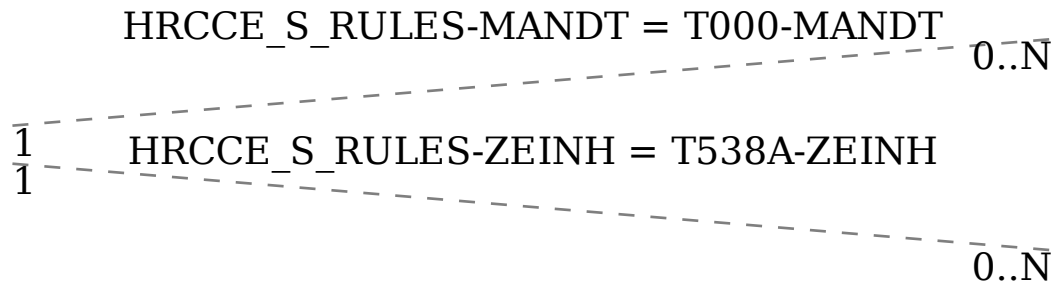 HRCCE_S_RULES-MANDT = T000-MANDT
0..N
1
HRCCE_S_RULES-ZEINH = T538A-ZEINH
1
0..N